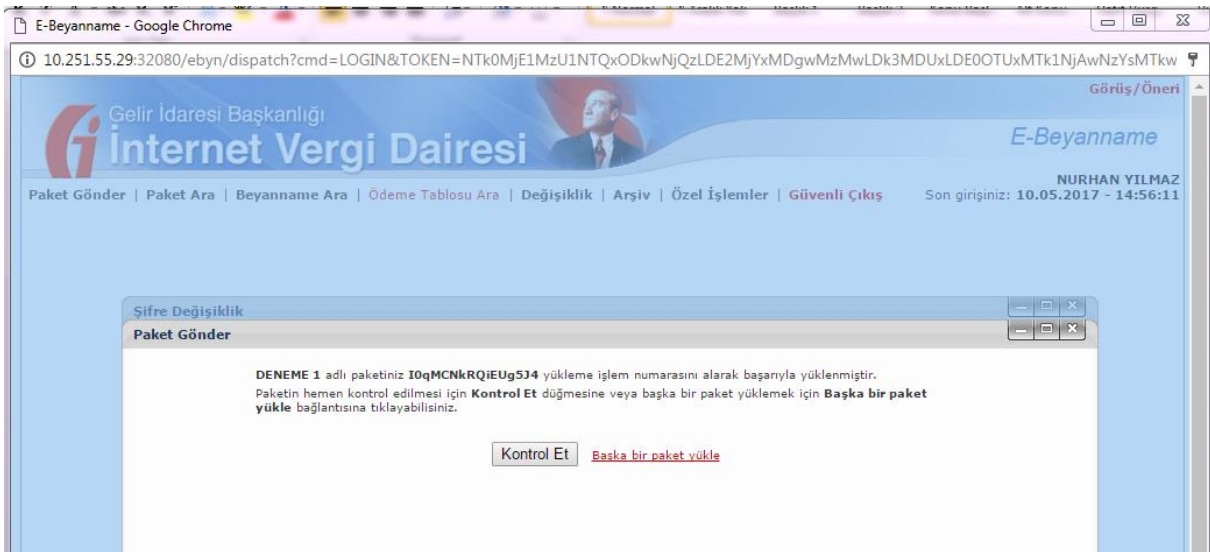 E-Beyanname - Google Chrome
10.251.55.29:32080/ebyn/dispatch?cmd=LOGIN&TOKEN=NTk0MjE1MzU1NTQxODkwNjQzLDE2MjYxMDgwMzMwLDk3MDUxLDE0OTUxMTk1NjAwNzYsMTkw
Görüş/Öneri
Gelir İdaresi Başkanlığı
İnternet Vergi Dairesi
E-Beyanname
NURHAN YILMAZ
Paket Gönder | Paket Ara | Beyanname Ara | Ödeme Tablosu Ara | Değişiklik | Arşiv | Özel İşlemler | Güvenli Çıkış Son girişiniz: 10.05.2017 - 14:56:11
Şifre Değişiklik
Paket Gönder
DENEME 1 adlı paketiniz I0qMCNkRQiEUg5J4 yükleme işlem numarasını alarak başarıyla yüklenmiştir.
Paketin hemen kontrol edilmesi için Kontrol Et düğmesine veya başka bir paket yüklemek için Başka bir paket
yükle bağlantısına tıklayabilisiniz.
Kontrol Et Başka bir paket yükle